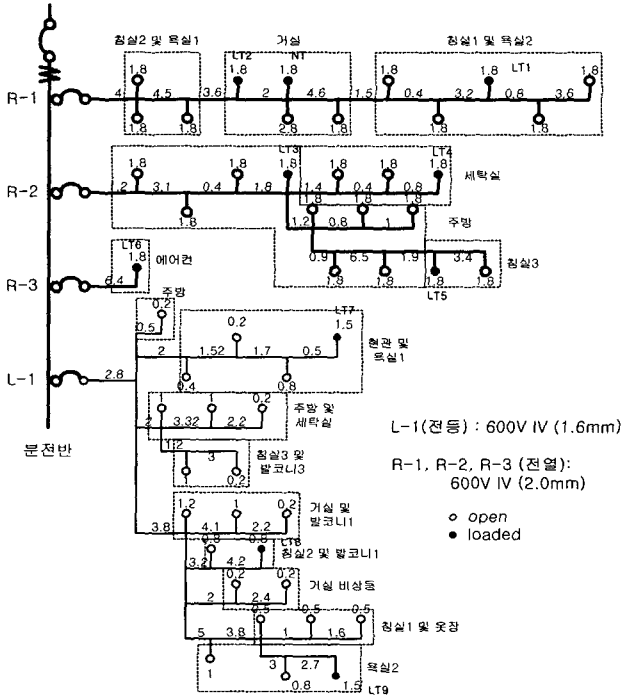 침실2 및 욕실1 거실 침실1 및 욕실2
LT2 NT LT1
1.8 1.8 1.8 1.8 1.8 1.8
R-1 4 4.5 3.6 2 4.6 1.5 0.4 3.2 0.8 3.6
1.8 1.8 2.8 1.8 1.8 1.8
LT3 LT4
1.8 1.8 1.8 1.8 1.8 1.8 세탁실
R-2 1.2 3.1 0.4 1.8 1.4 0.4 0.8
1.8 1.8 1.8 1.8 주방
1.2 0.8 1
LT6 에어컨
1.8
0.9 6.5 1.9 3.4 침실3
R-3 6.4
1.8 1.8 1.8 1.8
LT5
주방
0.2
0.5
LT7
0.2 1.5 현관 및
욕실1
L-1 2.8 2 1.52 1.7 0.5
0.4 0.8
1 1 0.2 주방 및
세탁실
2 3.32 2.2
L-1(전등) : 600V IV (1.6mm)
분전반
1.2 3 침실3 및
발코니3
1 0.2
R-1, R-2, R-3 (전열):
600V IV (2.0mm)
open
loaded
1.2 1 0.2 거실 및
발코니1
3.8 4.1 2.2
0.8 LT8 0.8
침실2 및 발코니1
3.2 4.2
0.2 0.2 거실 비상등
2 2.4
0.5 0.5 0.5 침실1 및 옷장
5 3.8 1 1.6
3 2.7 욕실2
1 0.8 1.5 LT9